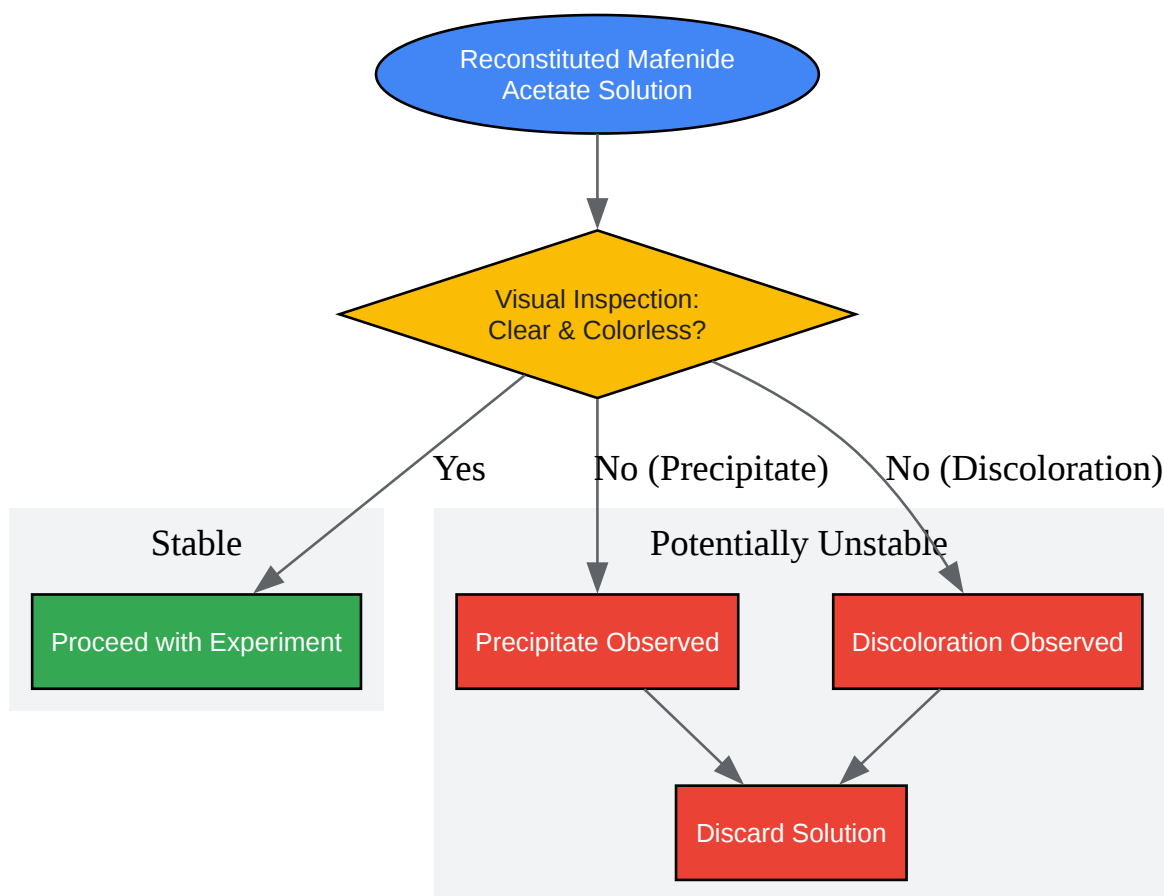 Reconstituted Mafenide
Acetate Solution
Visual Inspection:
Clear & Colorless?
Yes
No (Precipitate)
No (Discoloration)
Stable
Potentially Unstable
Proceed with Experiment
Precipitate Observed
Discoloration Observed
Discard Solution